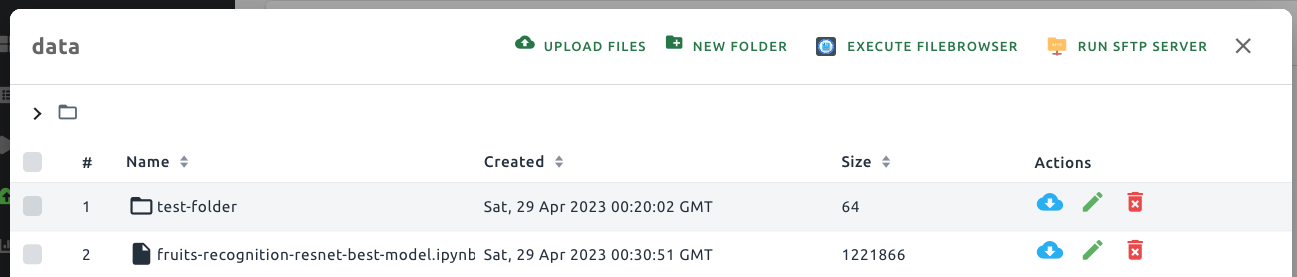 data
UPLOAD FILES NEW FOLDER EXECUTE FILEBROWSER RUN SFTP SERVER
# Name Created Size Actions
1 test-folder Sat, 29 Apr 2023 00:20:02 GMT 64
2 fruits-recognition-resnet-best-model.ipynb Sat, 29 Apr 2023 00:30:51 GMT 1221866